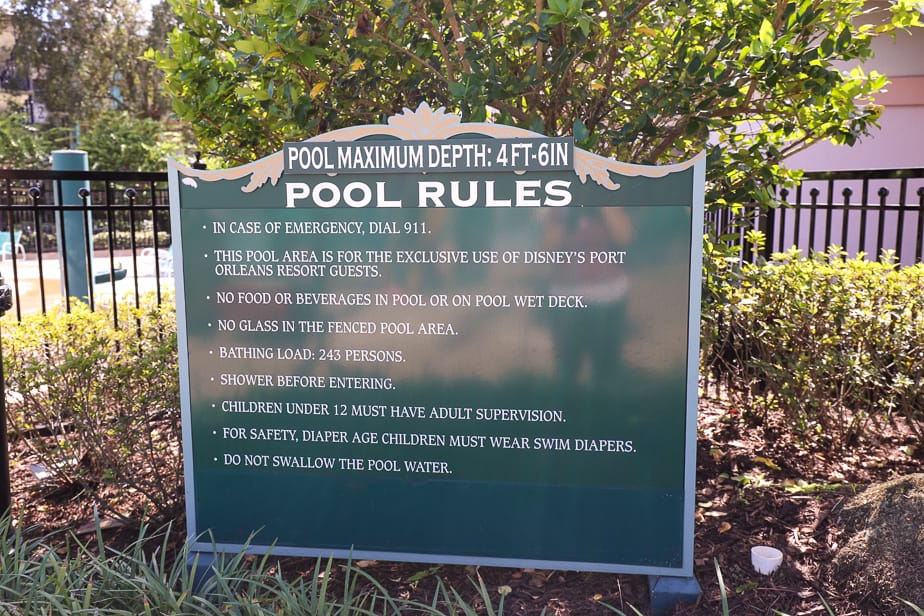 POOL MAXIMUM DEPTH: 4 FT-6IN
POOL RULES
• IN CASE OF EMERGENCY, DIAL 911.
• THIS POOL AREA IS FOR THE EXCLUSIVE USE OF DISNEY'S PORT
ORLEANS RESORT GUESTS.
• NO FOOD OR BEVERAGES IN POOL OR ON POOL WET DECK.
• NO GLASS IN THE FENCED POOL AREA.
• BATHING LOAD: 243 PERSONS.
• SHOWER BEFORE ENTERING.
• CHILDREN UNDER 12 MUST HAVE ADULT SUPERVISION.
• FOR SAFETY, DIAPER AGE CHILDREN MUST WEAR SWIM DIAPERS.
• DO NOT SWALLOW THE POOL WATER.